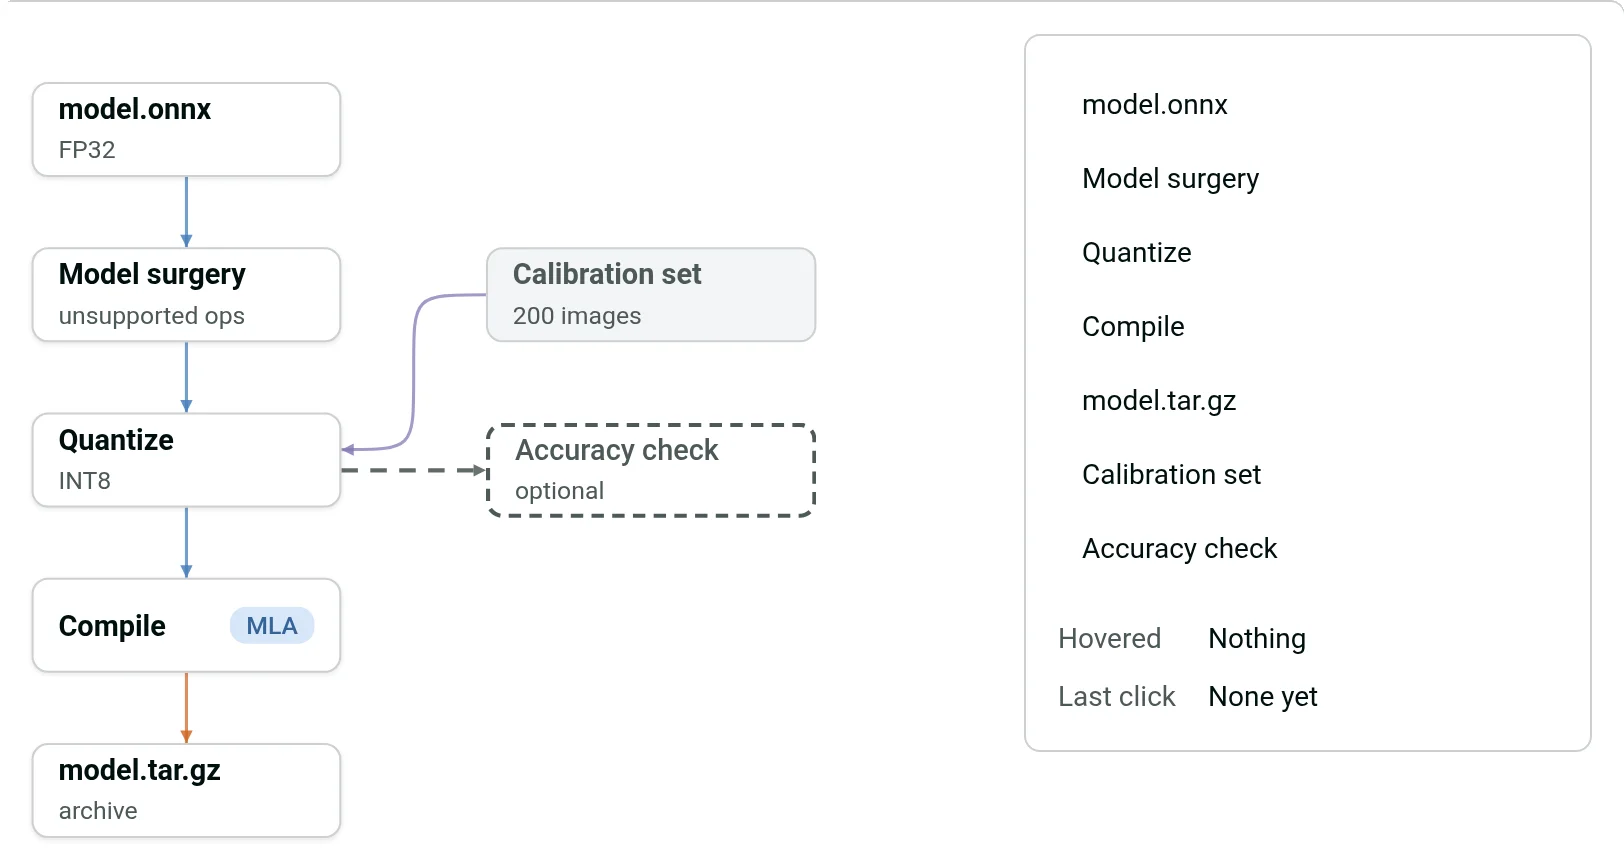 model.onnx
FP32
Model surgery
unsupported ops
Calibration set
200 images
Quantize
INT8
Accuracy check
optional
Compile
MLA
model.tar.gz
archive
model.onnx
Model surgery
Quantize
Compile
model.tar.gz
Calibration set
Accuracy check
Hovered Nothing
Last click None yet